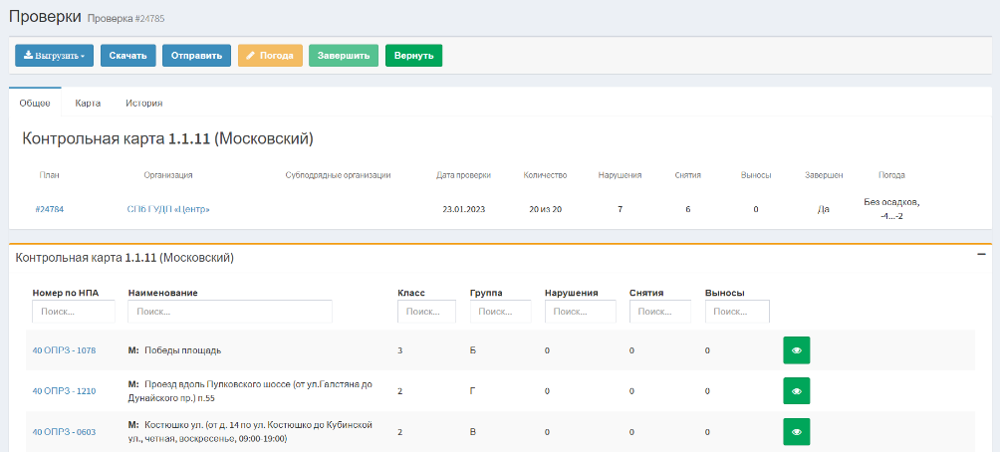 Проверки Проверка #24785
Выгрузить Скачать Отправить Погода Завершить Вернуть
Общее Карта История
Контрольная карта 1.1.11 (Московский)
План Организация Субподрядные организации Дата проверки Количество Нарушения Снятия Выносы Завершен Погода
#24784 СПб ГУДП «Центр» 23.01.2023 20 из 20 7 6 0 Да Без осадков,
-4...-2
Контрольная карта 1.1.11 (Московский)
Номер по НПА Наименование Класс Группа Нарушения Снятия Выносы
Поиск... Поиск... Поиск... Поиск... Поиск... Поиск... Поиск...
40 ОПРЗ - 1078 М: Победы площадь 3 Б 0 0 0
40 ОПРЗ - 1210 М: Проезд вдоль Пулковского шоссе (от ул.Галстяна до
Дунайского пр.) п.55 2 Г 0 0 0
40 ОПРЗ - 0603 М: Костюшко ул. (от д. 14 по ул. Костюшко до Кубинской
ул., четная, воскресенье, 09:00-19:00) 2 В 0 0 0